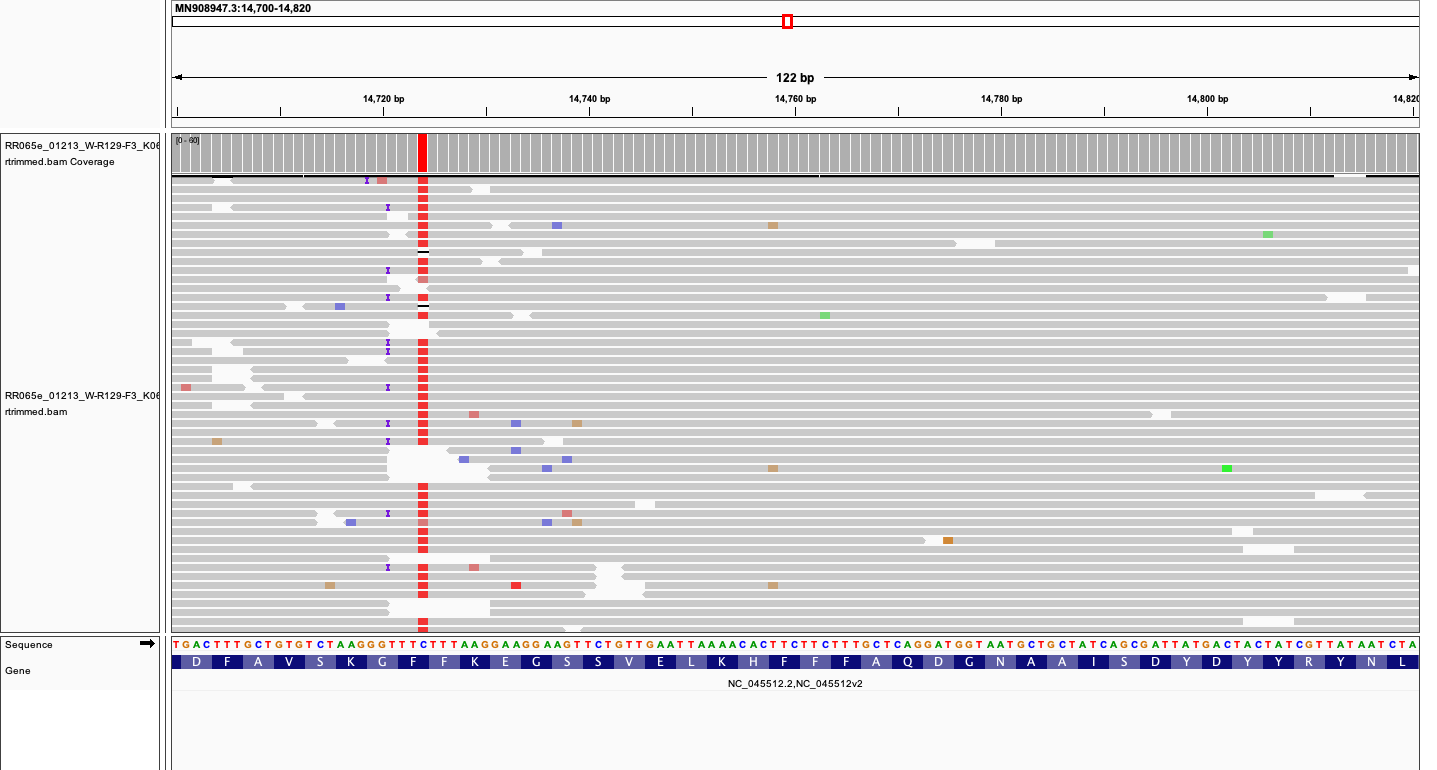 MN908947.3:14,700-14,820
122 bp
14,720 bp 14,740 bp 14,760 bp 14,780 bp 14,800 bp 14,820
[0 - 60]
RR065e_01213_W-R129-F3_K06
rtrimmed.bam Coverage
RR065e_01213_W-R129-F3_K06
rtrimmed.bam
Sequence
TGACTTTGCTGTGTCTAAGGGTTTCTTTAAGGAAGGAAGTTCTGTTGAATTAAAACACTTCTTCTTTGCTCAGGATGGTAATGCTGCTATCAGCGATTATGACTACTATCGTTATAATCTA
Gene
D F A V S K G F F K E G S S V E L K H F F F A Q D G N A A I S D Y D Y Y R Y N L
NC_045512.2,NC_045512v2